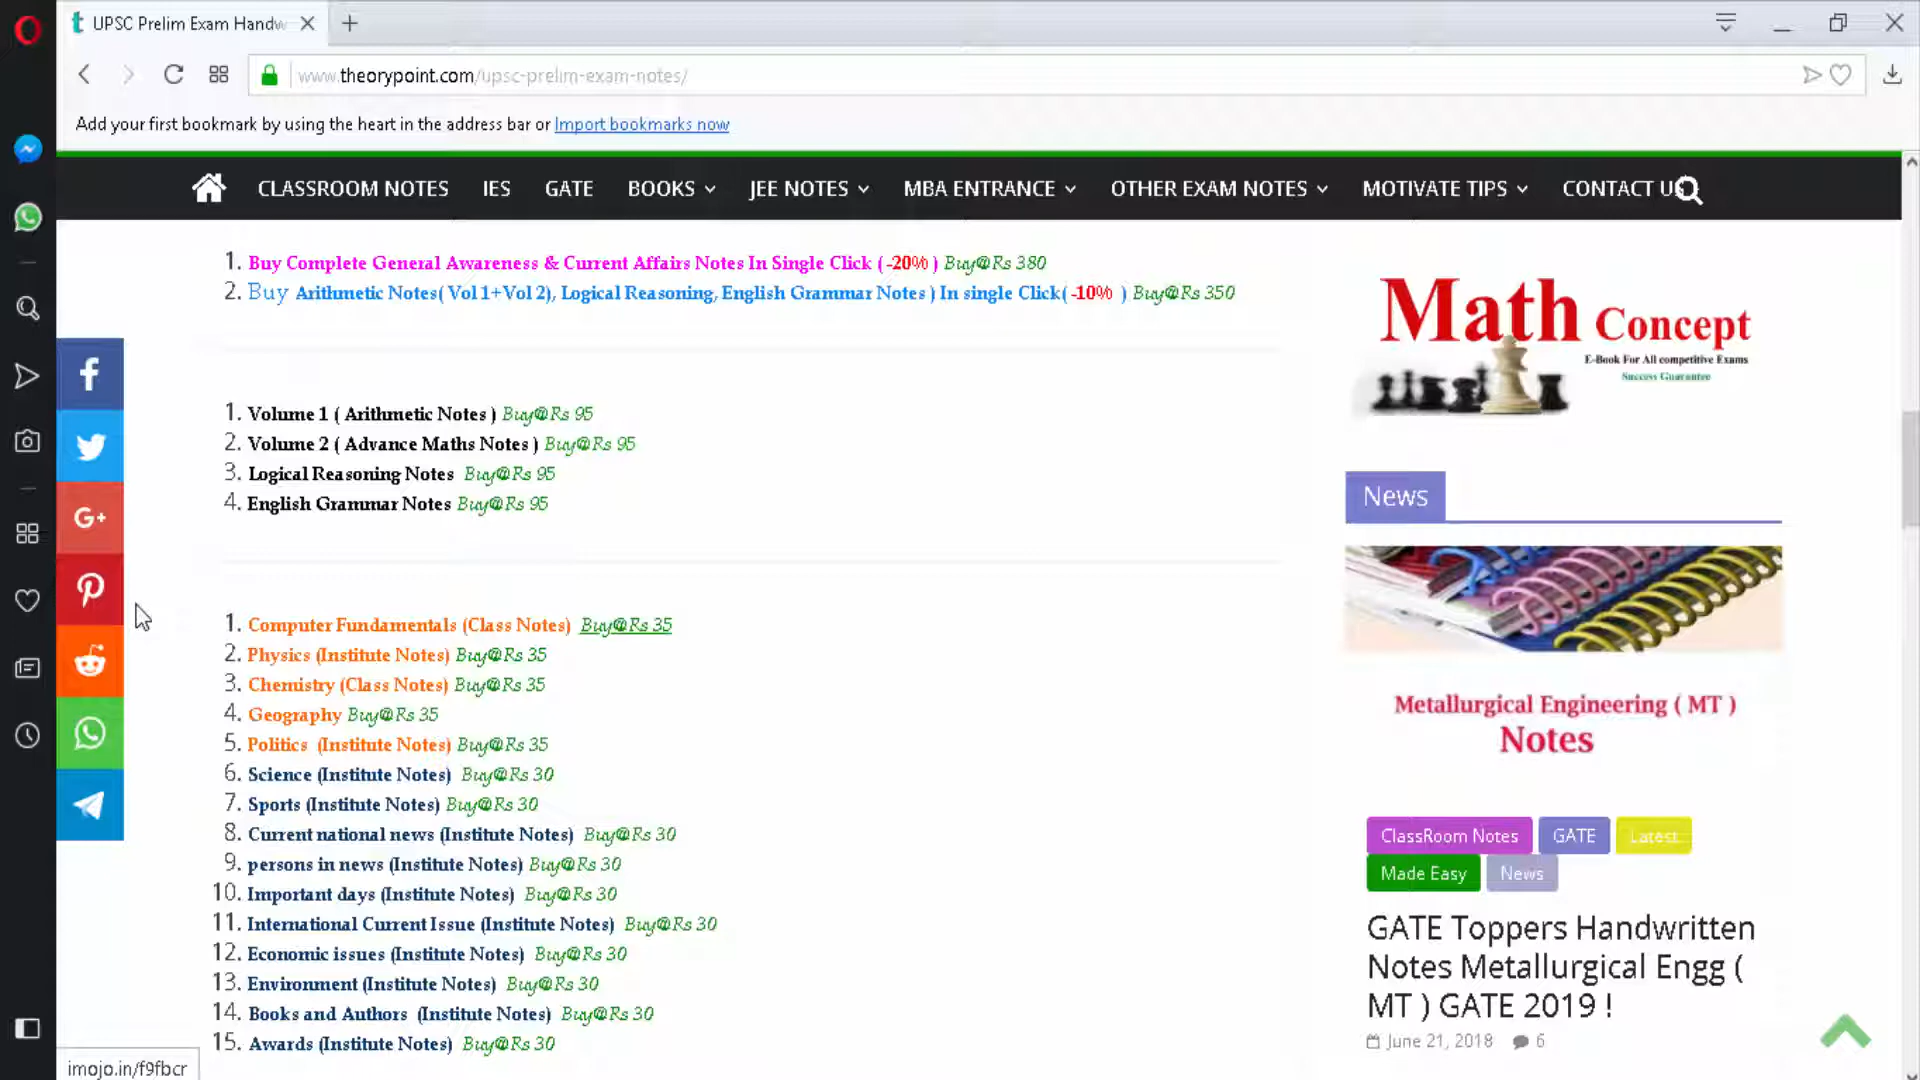 UPSC Prelim Exam Handw
www.theorypoint.com/upsc-prelim-exam-notes/
Add your first bookmark by using the heart in the address bar or Import bookmarks now
CLASSROOM NOTES IES GATE BOOKS JEE NOTES MBA ENTRANCE OTHER EXAM NOTES MOTIVATE TIPS CONTACT US
1. Buy Complete General Awareness & Current Affairs Notes In Single Click ( -20% ) Buy@Rs 380
2. Buy Arithmetic Notes( Vol 1+Vol 2), Logical Reasoning, English Grammar Notes ) In single Click( -10% ) Buy@Rs 350
1. Volume 1 ( Arithmetic Notes ) Buy@Rs 95
2. Volume 2 ( Advance Maths Notes ) Buy@Rs 95
3. Logical Reasoning Notes Buy@Rs 95
4. English Grammar Notes Buy@Rs 95
1. Computer Fundamentals (Class Notes) Buy@Rs 35
2. Physics (Institute Notes) Buy@Rs 35
3. Chemistry (Class Notes) Buy@Rs 35
4. Geography Buy@Rs 35
5. Politics (Institute Notes) Buy@Rs 35
6. Science (Institute Notes) Buy@Rs 30
7. Sports (Institute Notes) Buy@Rs 30
8. Current national news (Institute Notes) Buy@Rs 30
9. persons in news (Institute Notes) Buy@Rs 30
10. Important days (Institute Notes) Buy@Rs 30
11. International Current Issue (Institute Notes) Buy@Rs 30
12. Economic issues (Institute Notes) Buy@Rs 30
13. Environment (Institute Notes) Buy@Rs 30
14. Books and Authors (Institute Notes) Buy@Rs 30
15. Awards (Institute Notes) Buy@Rs 30
Math Concept
E-Book For All competitive Exams
Success Guarantee
News
Metallurgical Engineering ( MT )
Notes
ClassRoom Notes GATE Latest
Made Easy News
GATE Toppers Handwritten
Notes Metallurgical Engg (
MT ) GATE 2019 !
June 21, 2018 6
imojo.in/f9fbcr